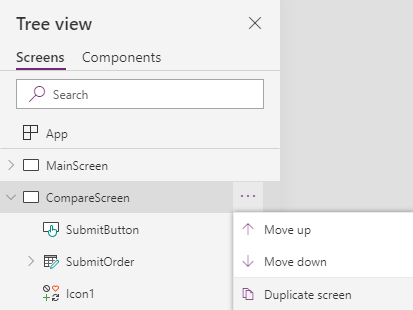 Tree view
Screens Components
Search
App
MainScreen
CompareScreen
SubmitButton
Move up
SubmitOrder
Move down
Icon1
Duplicate screen